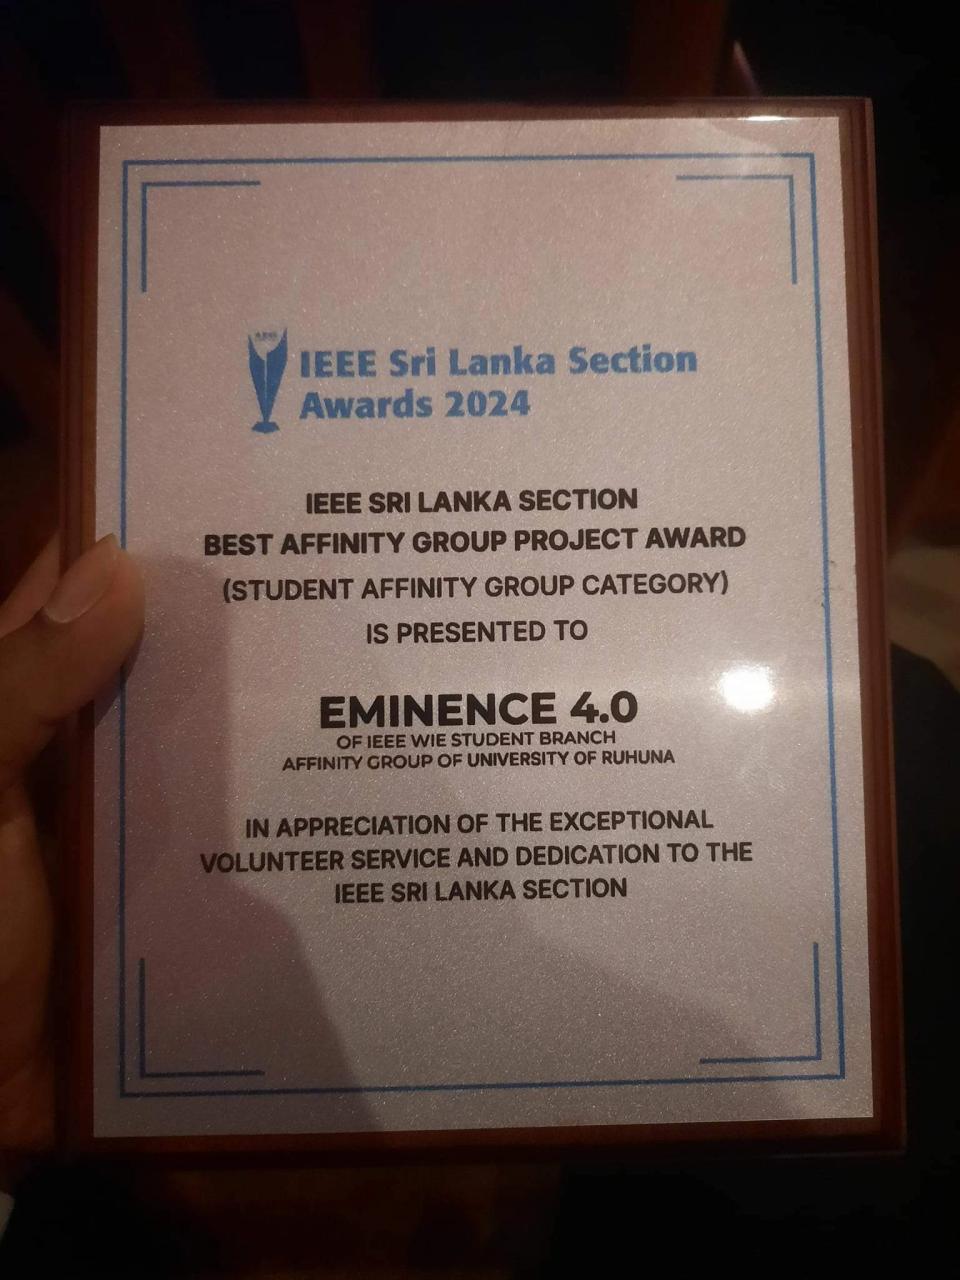 IEEE Sri Lanka Section
Awards 2024
IEEE SRI LANKA SECTION
BEST AFFINITY GROUP PROJECT AWARD
(STUDENT AFFINITY GROUP CATEGORY)
IS PRESENTED TO
EMINENCE 4.0
OF IEEE WIE STUDENT BRANCH
AFFINITY GROUP OF UNIVERSITY OF RUHUNA
IN APPRECIATION OF THE EXCEPTIONAL
VOLUNTEER SERVICE AND DEDICATION TO THE
IEEE SRI LANKA SECTION